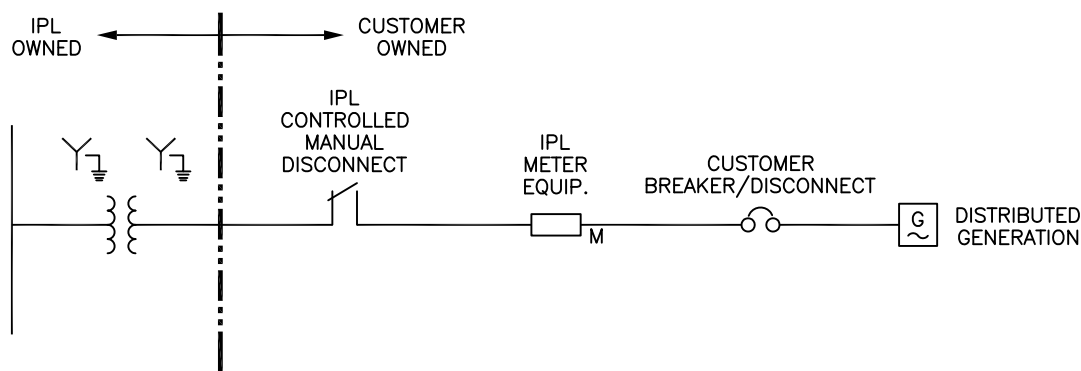 IPL
OWNED
CUSTOMER
OWNED
IPL
CONTROLLED
MANUAL
DISCONNECT
IPL
METER
EQUIP.
M
CUSTOMER
BREAKER/DISCONNECT
G
DISTRIBUTED
GENERATION